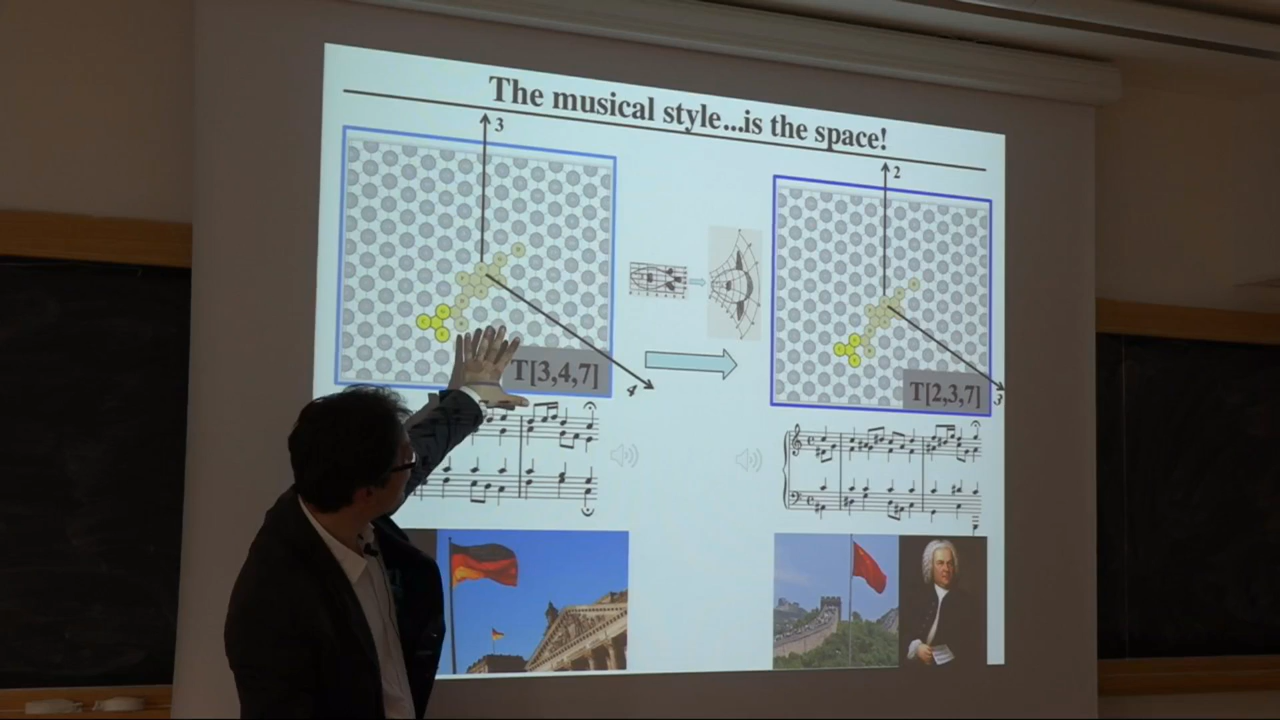 The musical style...is the space!
3
2
T[3,4,7]
4
T[2,3,7]
3